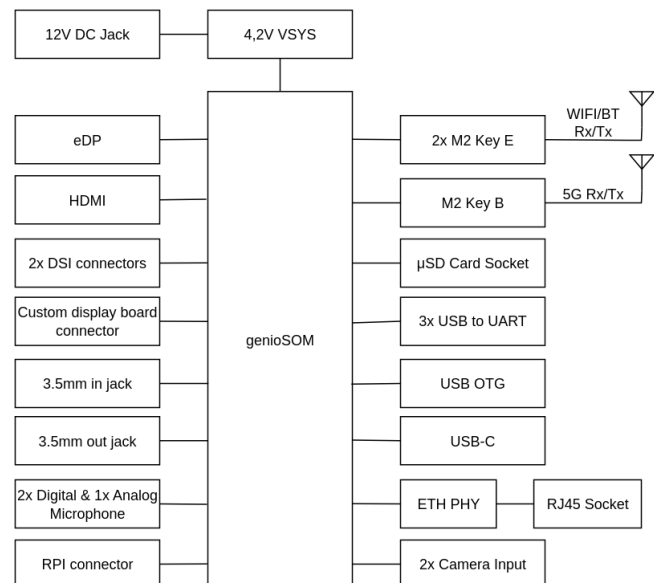 12V DC Jack
4,2V VSYS
eDP
HDMI
2x DSI connectors
Custom display board
connector
3.5mm in jack
3.5mm out jack
2x Digital & 1x Analog
Microphone
RPI connector
genioSOM
2x M2 Key E
WIFI/BT
Rx/Tx
M2 Key B
5G Rx/Tx
µSD Card Socket
3x USB to UART
USB OTG
USB-C
ETH PHY
RJ45 Socket
2x Camera Input